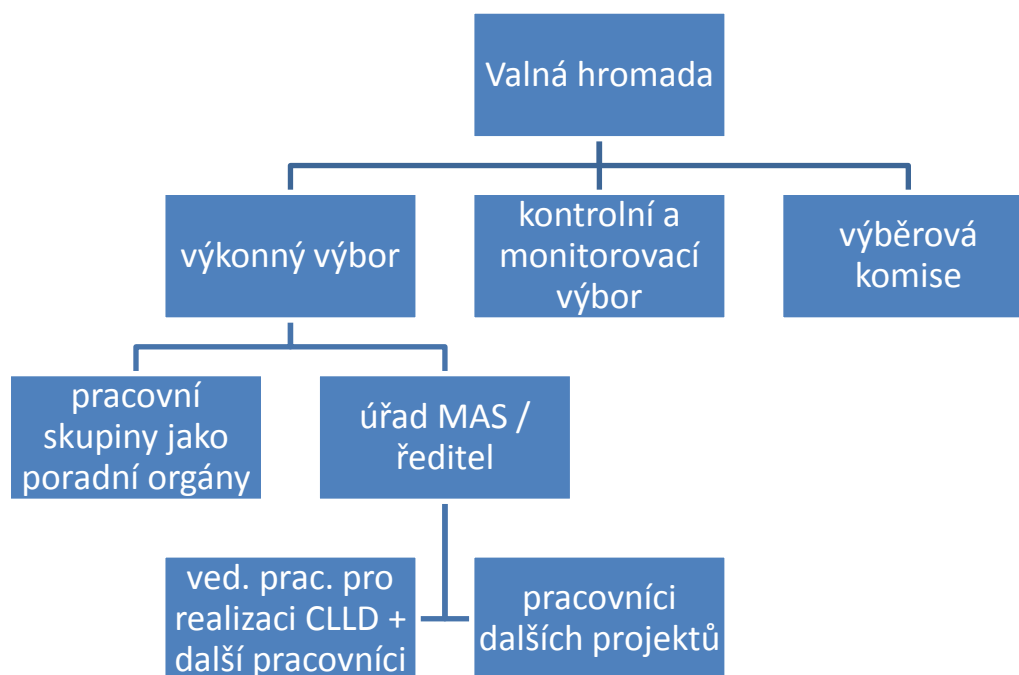 Valná hromada
výkonný výbor
kontrolní a
monitorovací
výbor
výběrová
komise
pracovní
skupiny jako
poradní orgány
úřad MAS /
ředitel
ved. prac. pro
realizaci CLLD +
další pracovníci
pracovníci
dalších projektů